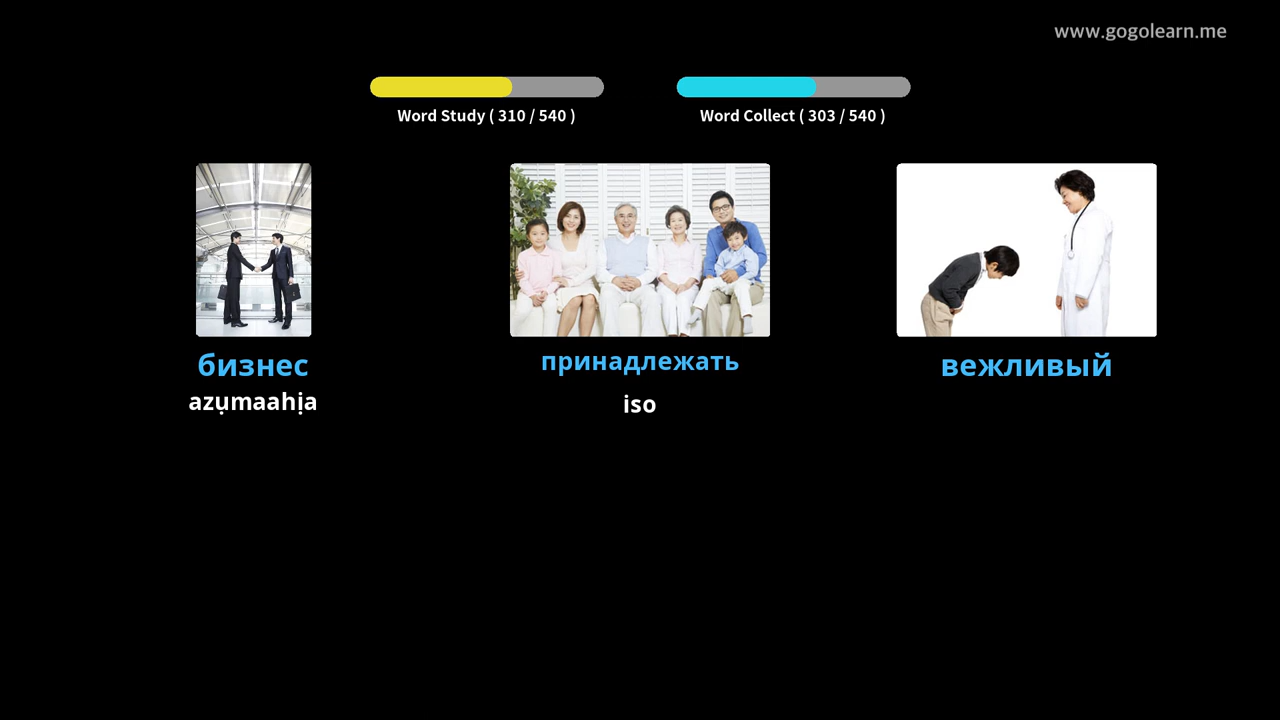 www.gogolearn.me
Word Study ( 310 / 540 )
Word Collect ( 303 / 540 )
бизнес
azụmaahịa
принадлежать
iso
вежливый